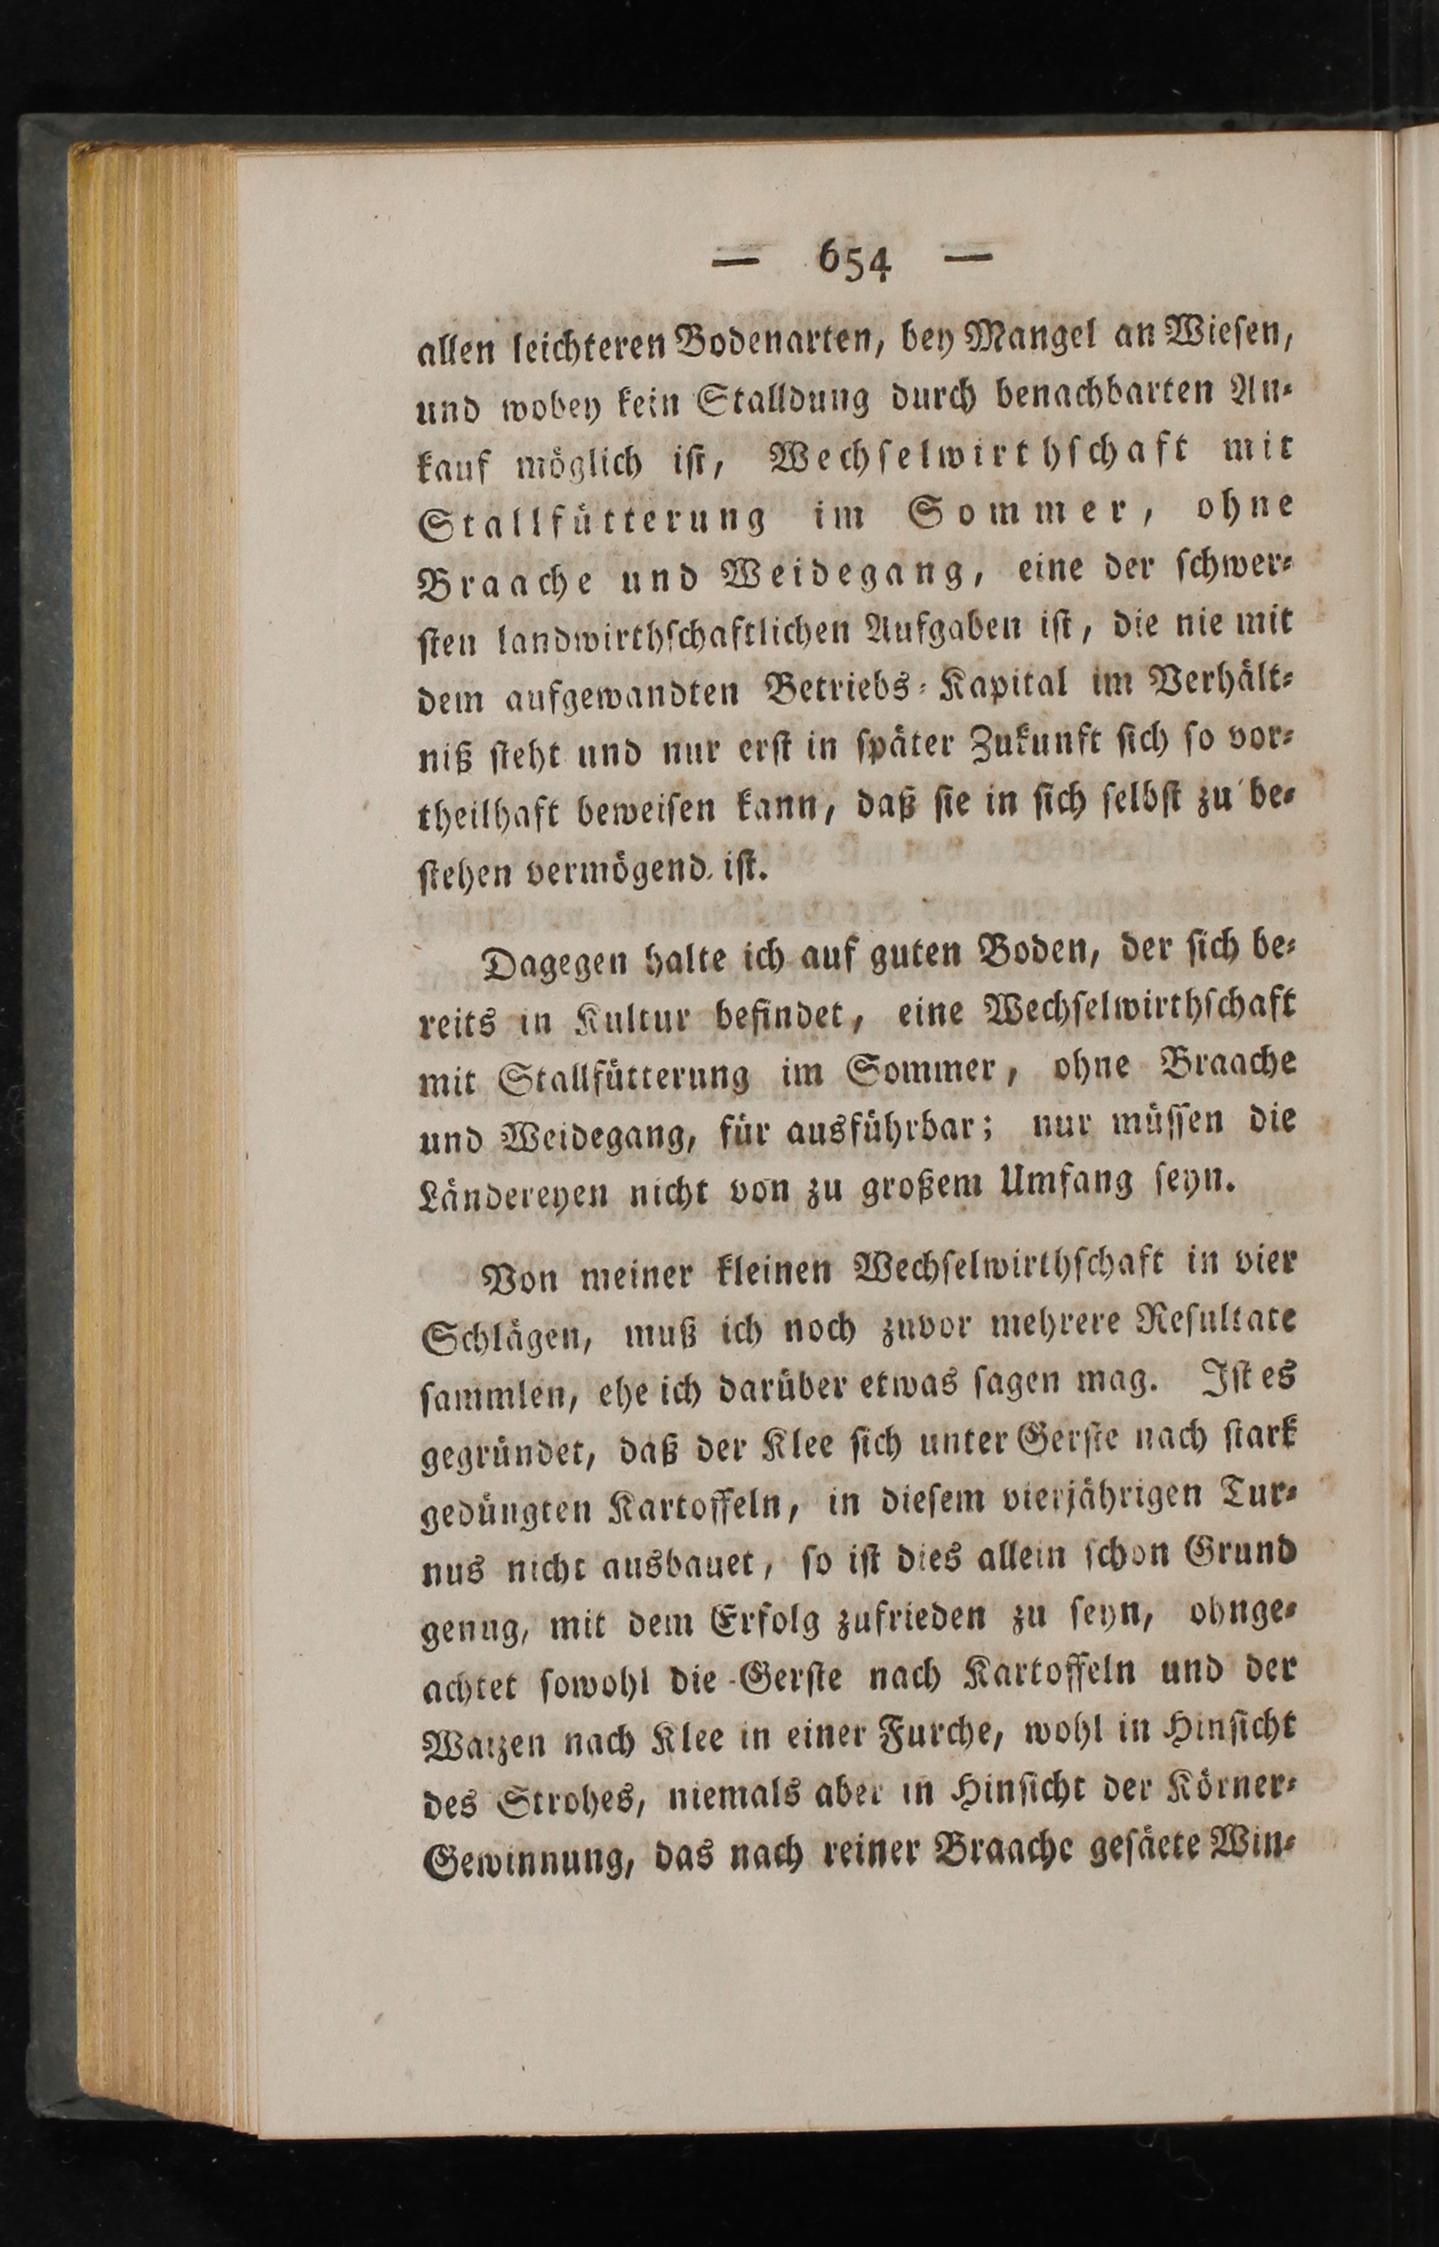 — 654 —
allen leichteren Bodenarten, bey Mangel an Wiesen,
und wobey kein Stalldung durch benachbarten An⸗
kauf möglich ist, Wechselwirthschaft mit
Stallfütterung im Sommer, ohne
Braache und Weidegang, eine der schwer⸗
sten landwirthschaftlichen Aufgaben ist, die nie mit
dem aufgewandten Betriebs⸗Kapital im Verhält⸗
niß steht und nur erst in später Zukunft sich so vor⸗
theilhaft beweisen kann, daß sie in sich selbst zu be⸗
stehen vermögend ist.
Dagegen halte ich auf guten Boden, der sich be⸗
reits in Kultur befindet, eine Wechselwirthschaft
mit Stallfütterung im Sommer, ohne Braache
und Weidegang, für ausführbar; nur müssen die
Ländereyen nicht von zu großem Umfang seyn.
Von meiner kleinen Wechselwirthschaft in vier
Schlägen, muß ich noch zuvor mehrere Resultate
sammlen, ehe ich darüber etwas sagen mag. Ist es
gegründet, daß der Klee sich unter Gerste nach stark
gedüngten Kartoffeln, in diesem vierjährigen Tur⸗
nus nicht ausbauet, so ist dies allein schon Grund
genug, mit dem Erfolg zufrieden zu seyn, ohnge⸗
achtet sowohl die Gerste nach Kartoffeln und der
Waizen nach Klee in einer Furche, wohl in Hinsicht
des Strohes, niemals aber in Hinsicht der Körner⸗
Gewinnung, das nach reiner Braache gesäete Win⸗